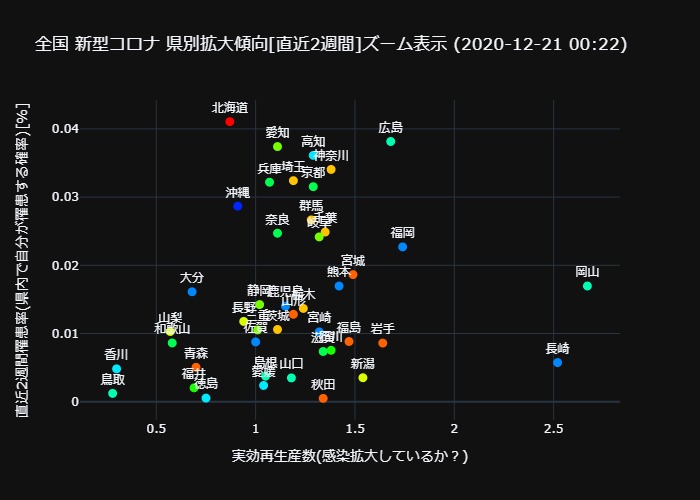 全国 新型コロナ 県別拡大傾向[直近2週間]ズーム表示 (2020-12-21 00:22)
直近2週間罹患率(県内で自分が罹患する確率)[%]
0.04
0.03
0.02
0.01
0
北海道
愛知
高知
広島
神奈川
兵庫
埼玉
京都
沖縄
群馬
千葉
岐阜
奈良
福岡
宮城
熊本
岡山
大分
静岡
鹿児島
栃木
山形
長野
三重
茨城
宮崎
山梨
和歌山
佐賀
滋賀
福島
岩手
香川
青森
長崎
島根
山口
新潟
鳥取
福井
愛媛
徳島
秋田
0.5
1
1.5
2
2.5
実効再生産数(感染拡大しているか？)